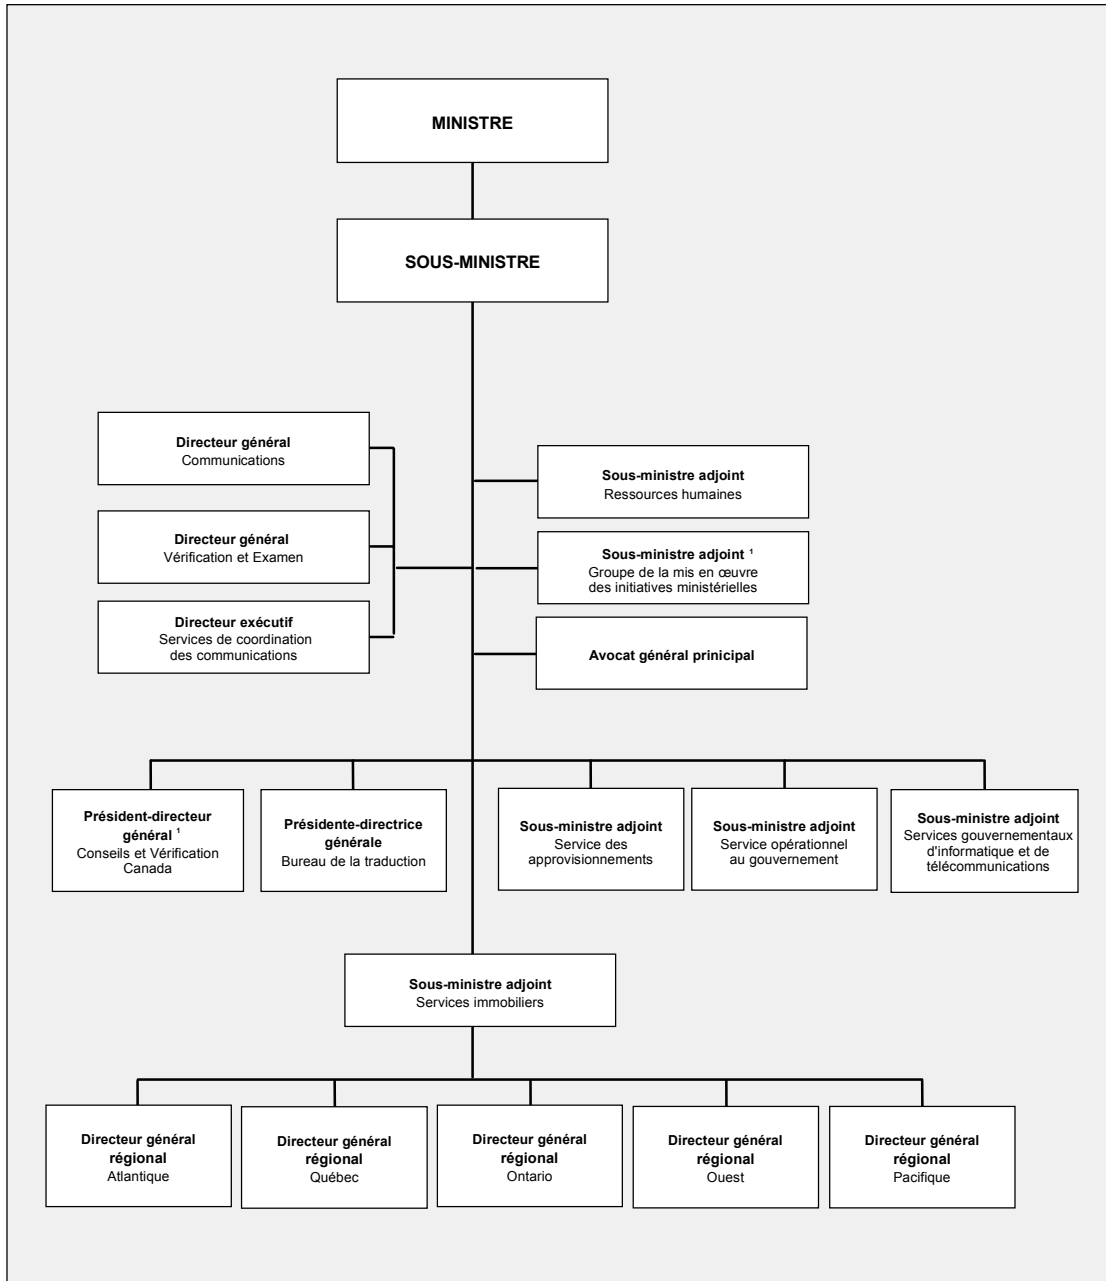 MINISTRE
SOUS-MINISTRE
Directeur général
Communications
Directeur général
Vérification et Examen
Directeur exécutif
Services de coordination
des communications
Sous-ministre adjoint
Ressources humaines
Sous-ministre adjoint ¹
Groupe de la mis en œuvre
des initiatives ministérielles
Avocat général prinicipal
Président-directeur
général ¹
Conseils et Vérification
Canada
Présidente-directrice
générale
Bureau de la traduction
Sous-ministre adjoint
Service des
approvisionnements
Sous-ministre adjoint
Service opérationnel
au gouvernement
Sous-ministre adjoint
Services gouvernementaux
d'informatique et de
télécommunications
Sous-ministre adjoint
Services immobiliers
Directeur général
régional
Atlantique
Directeur général
régional
Québec
Directeur général
régional
Ontario
Directeur général
régional
Ouest
Directeur général
régional
Pacifique